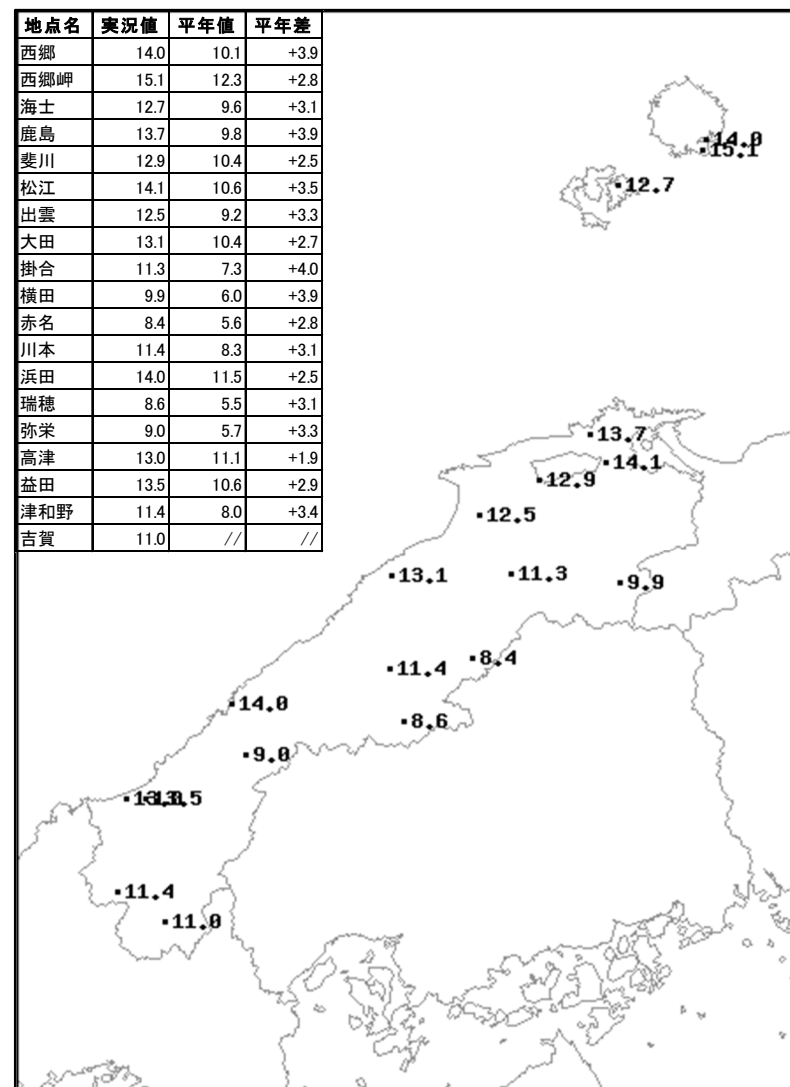 地点名 実況値 平年値 平年差
西郷 14.0 10.1 +3.9
西郷岬 15.1 12.3 +2.8
海士 12.7 9.6 +3.1
鹿島 13.7 9.8 +3.9
斐川 12.9 10.4 +2.5
松江 14.1 10.6 +3.5
出雲 12.5 9.2 +3.3
大田 13.1 10.4 +2.7
掛合 11.3 7.3 +4.0
横田 9.9 6.0 +3.9
赤名 8.4 5.6 +2.8
川本 11.4 8.3 +3.1
浜田 14.0 11.5 +2.5
瑞穂 8.6 5.5 +3.1
弥栄 9.0 5.7 +3.3
高津 13.0 11.1 +1.9
益田 13.5 10.6 +2.9
津和野 11.4 8.0 +3.4
吉賀 11.0 // //
14.0
15.1
12.7
13.7
14.1
12.9
12.5
13.1
11.3
9.9
8.4
11.4
14.0
8.6
9.0
13.0
13.5
11.4
11.0